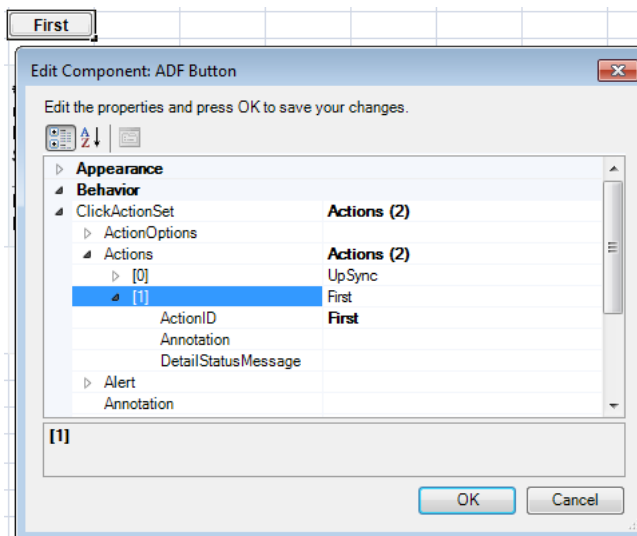 First
Edit Component: ADF Button
Edit the properties and press OK to save your changes.
Appearance
Behavior
ClickActionSet Actions (2)
ActionOptions
Actions Actions (2)
[0] UpSync
[1] First
ActionID First
Annotation
DetailStatusMessage
Alert
Annotation
[1]
OK Cancel